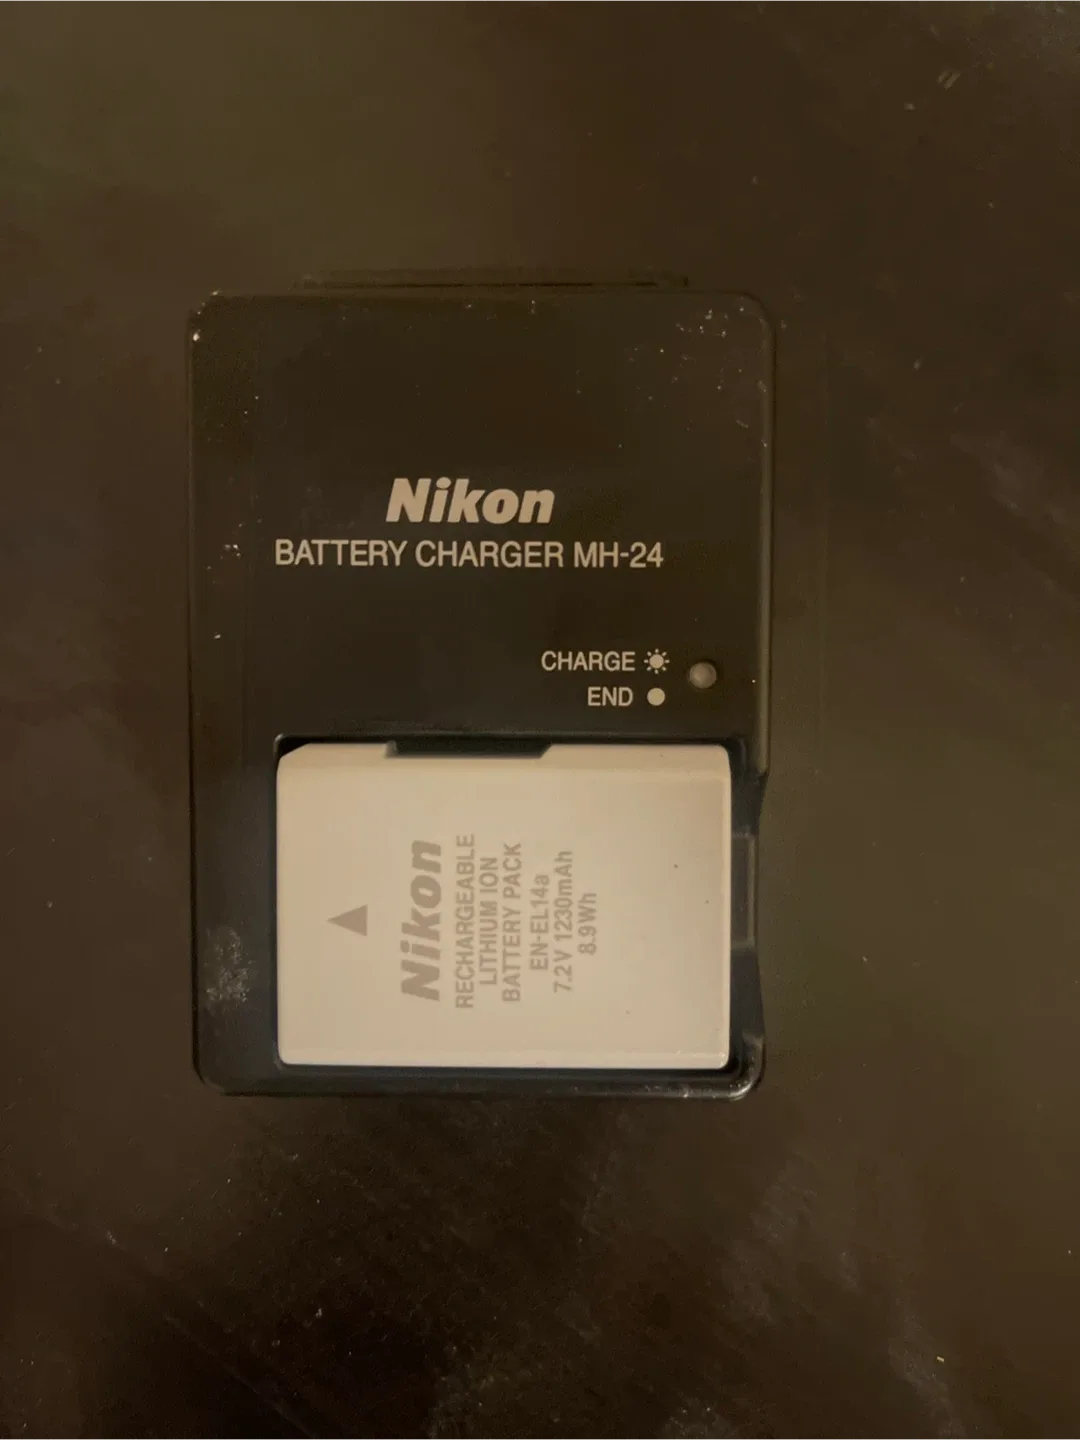 Nikon
BATTERY CHARGER MH-24
CHARGE
END
Nikon
RECHARGEABLE
LITHIUM ION
BATTERY PACK
EN-EL14a
7.2V 1230mAh
8.9Wh